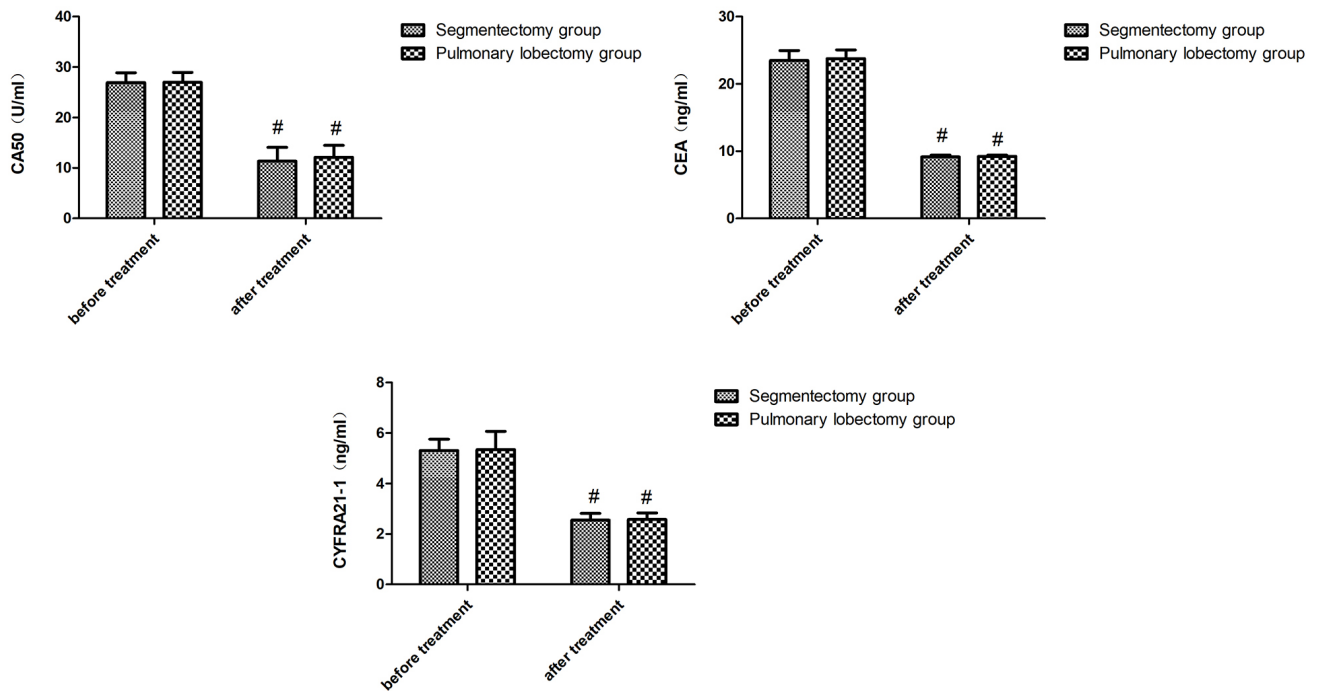 CA50（U/ml）
40
30
20
10
0
#
#
before treatment
after treatment
Segmentectomy group
Pulmonary lobectomy group
CEA（ng/ml）
30
20
10
0
#
#
before treatment
after treatment
Segmentectomy group
Pulmonary lobectomy group
CYFRA21-1（ng/ml）
8
6
4
2
0
#
#
before treatment
after treatment
Segmentectomy group
Pulmonary lobectomy group